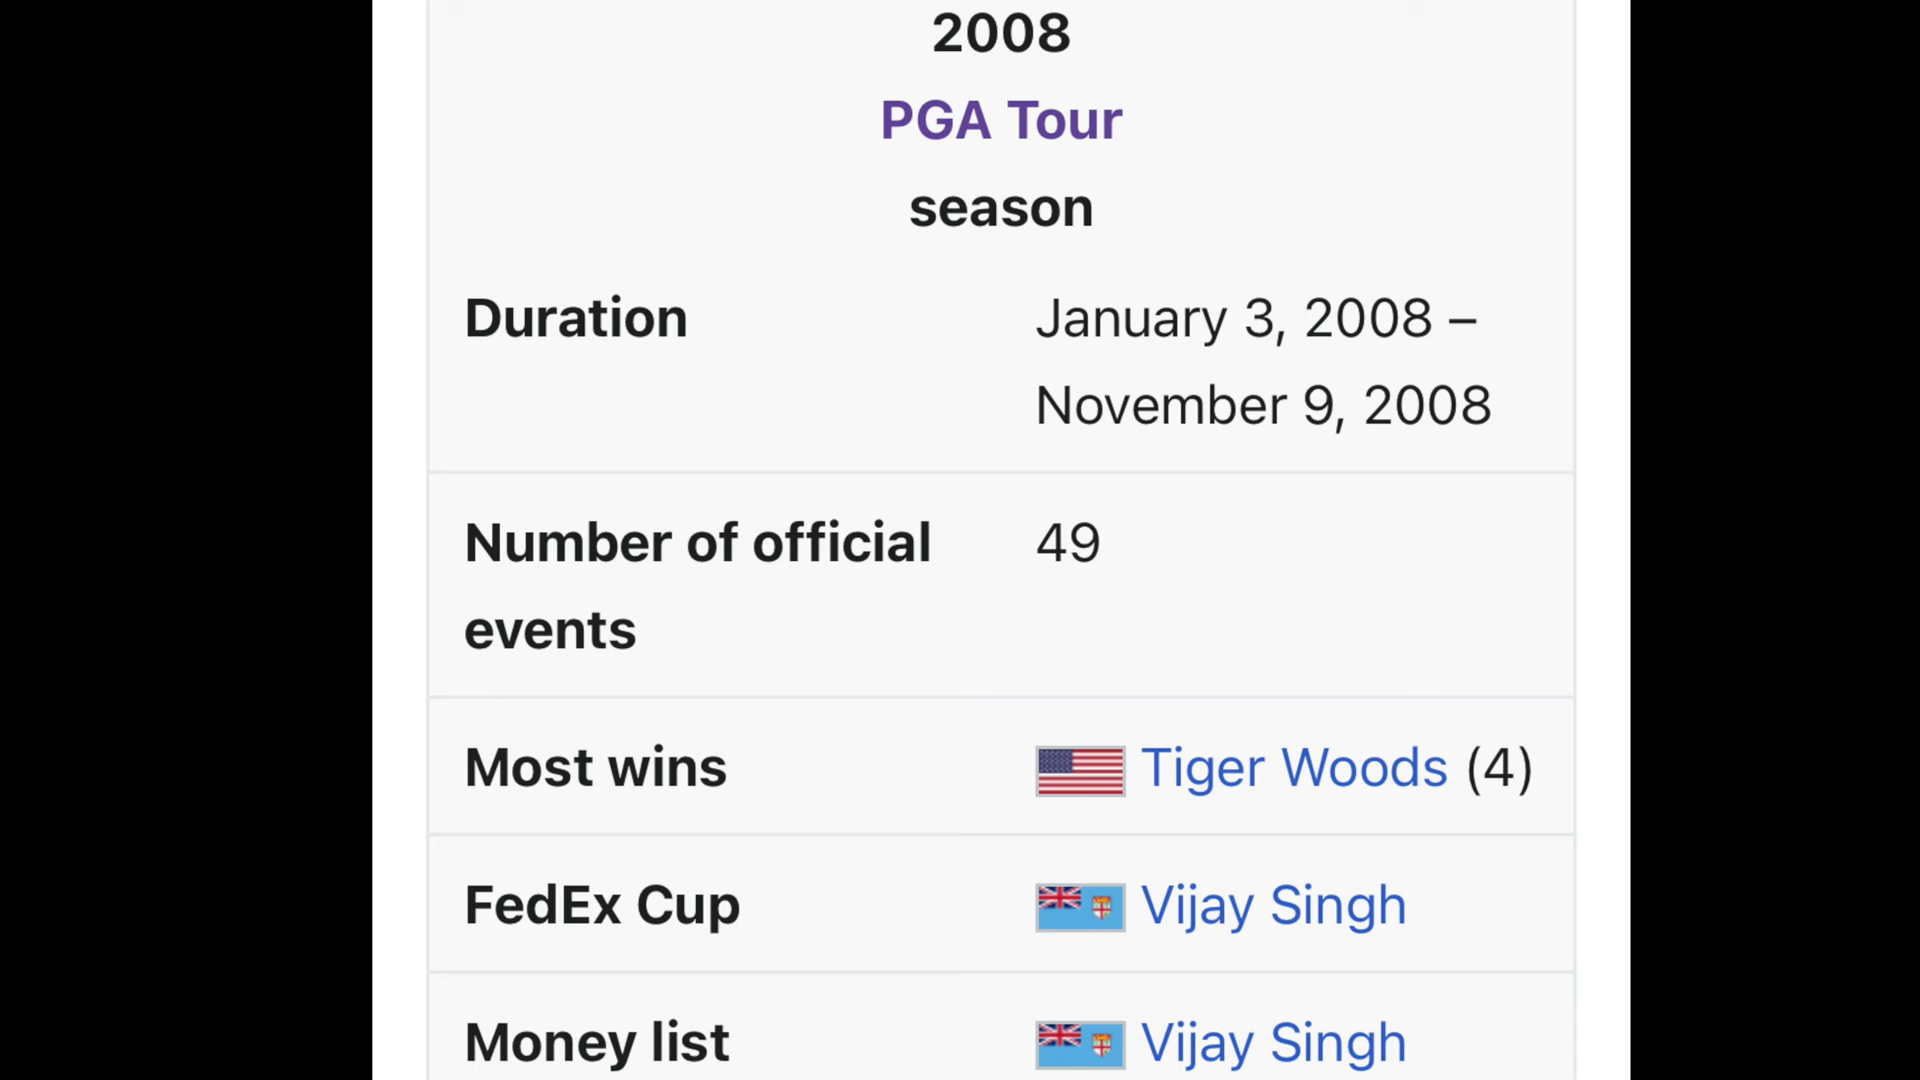 2008
PGA Tour
season
Duration
January 3, 2008 –
November 9, 2008
Number of official
events
49
Most wins
Tiger Woods (4)
FedEx Cup
Vijay Singh
Money list
Vijay Singh